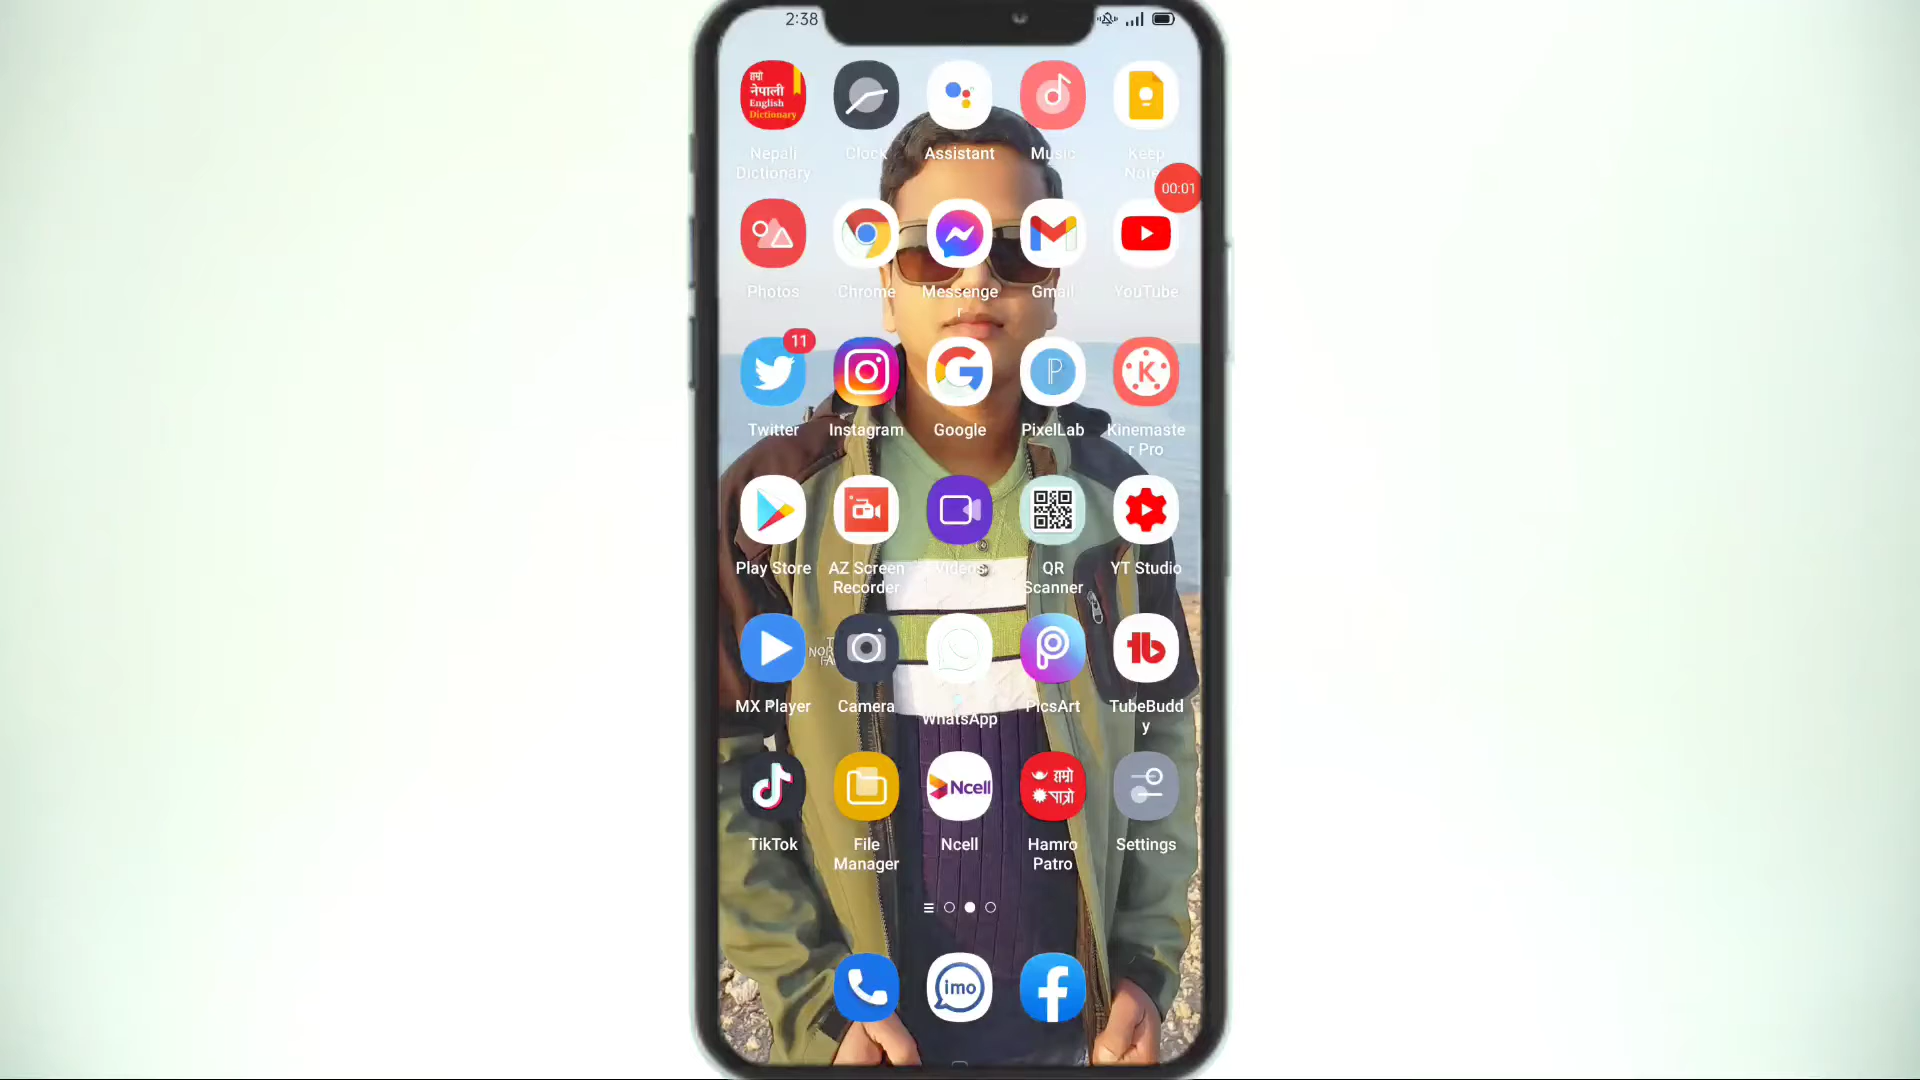 2:38
हाम्रो
नेपाली
English
Dictionary
Nepali
Dictionary
Clock
Assistant
Music
Keep
Notes
00:01
Photos
Chrome
Messenge
r
Gmail
YouTube
11
Twitter
Instagram
Google
PixelLab
Kinemaste
r Pro
Play Store
AZ Screen
Recorder
Videos
QR
Scanner
YT Studio
MX Player
Camera
WhatsApp
PicsArt
TubeBudd
y
TikTok
File
Manager
Ncell
Ncell
हाम्रो
पात्रो
Hamro
Patro
Settings
imo